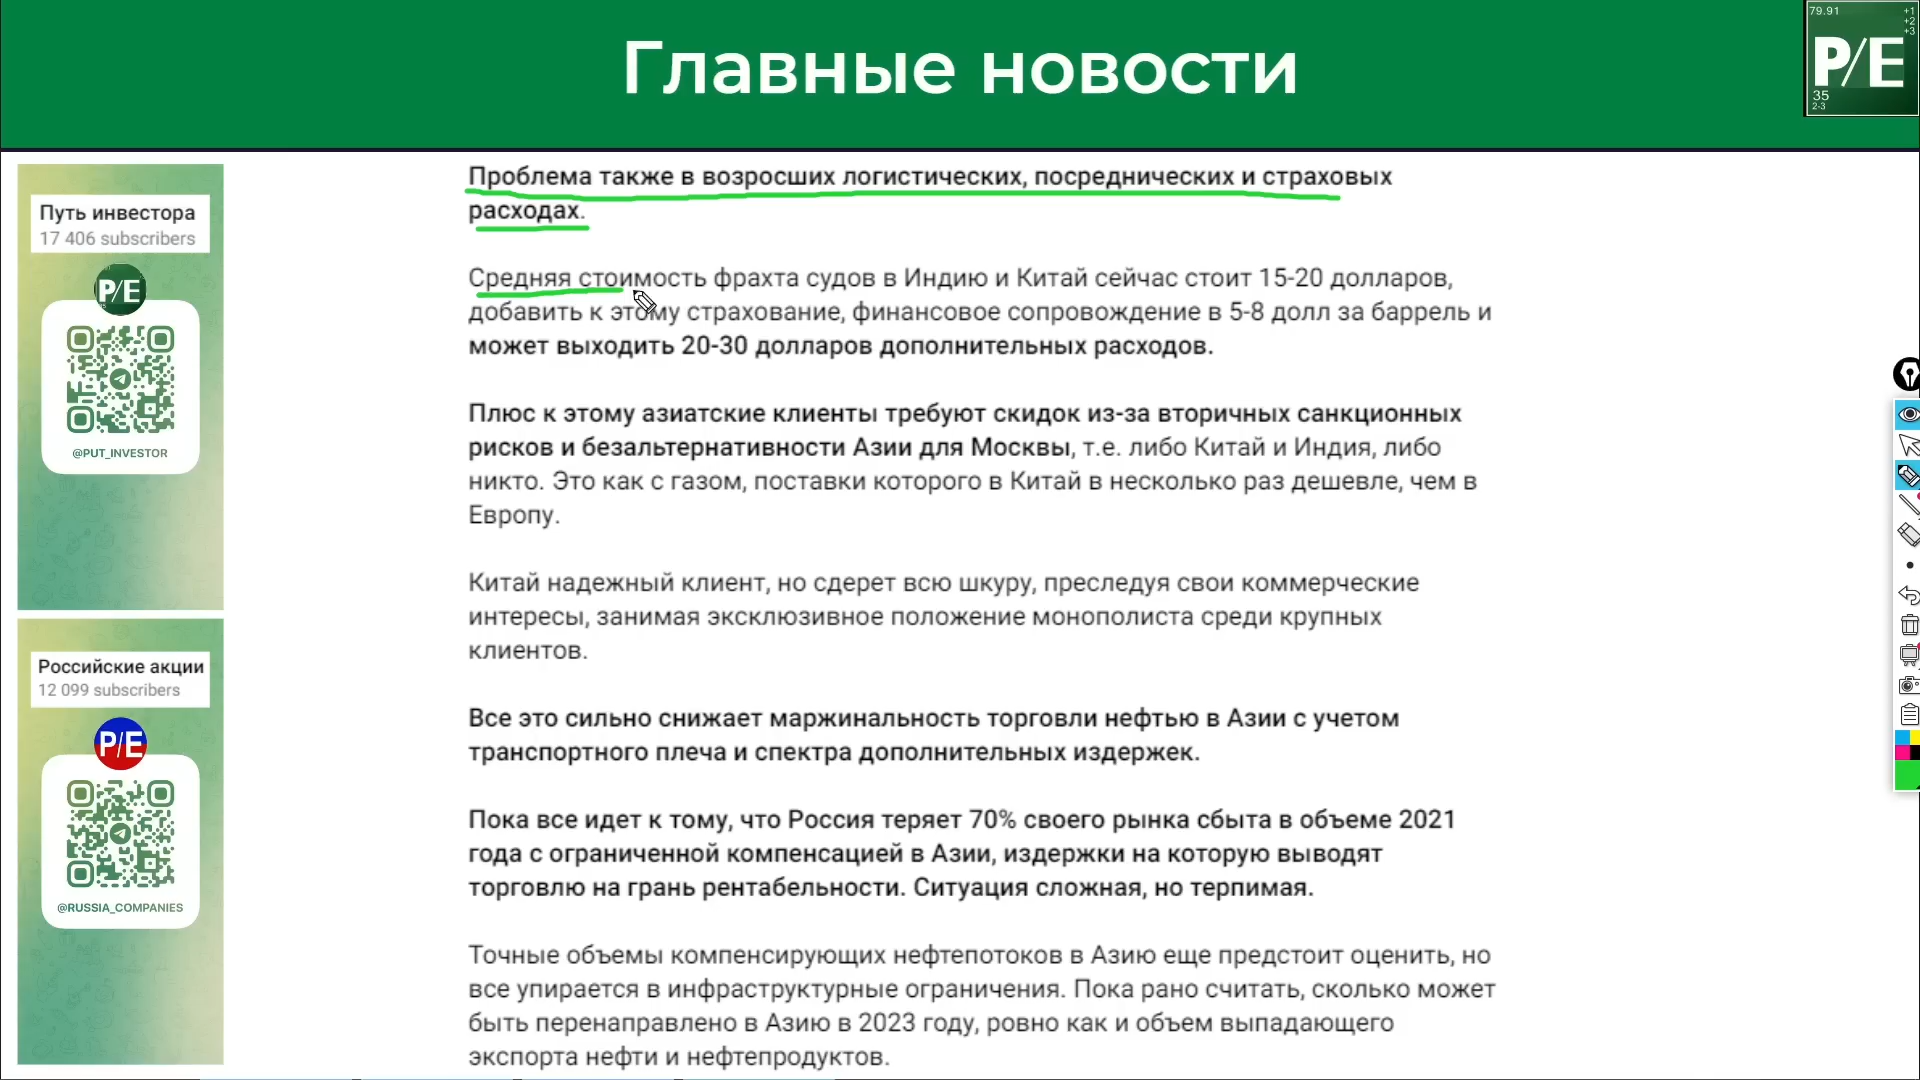 Главные новости
79.91
+1
+2
+3
P/E
35
2-3
Путь инвестора
17 406 subscribers
P/E
@PUT_INVESTOR
Российские акции
12 099 subscribers
P/E
@RUSSIA_COMPANIES
Проблема также в возросших логистических, посреднических и страховых
расходах.
Средняя стоимость фрахта судов в Индию и Китай сейчас стоит 15-20 долларов,
добавить к этому страхование, финансовое сопровождение в 5-8 долл за баррель и
может выходить 20-30 долларов дополнительных расходов.
Плюс к этому азиатские клиенты требуют скидок из-за вторичных санкционных
рисков и безальтернативности Азии для Москвы, т.е. либо Китай и Индия, либо
никто. Это как с газом, поставки которого в Китай в несколько раз дешевле, чем в
Европу.
Китай надежный клиент, но сдерет всю шкуру, преследуя свои коммерческие
интересы, занимая эксклюзивное положение монополиста среди крупных
клиентов.
Все это сильно снижает маржинальность торговли нефтью в Азии с учетом
транспортного плеча и спектра дополнительных издержек.
Пока все идет к тому, что Россия теряет 70% своего рынка сбыта в объеме 2021
года с ограниченной компенсацией в Азии, издержки на которую выводят
торговлю на грань рентабельности. Ситуация сложная, но терпимая.
Точные объемы компенсирующих нефтепотоков в Азию еще предстоит оценить, но
все упирается в инфраструктурные ограничения. Пока рано считать, сколько может
быть перенаправлено в Азию в 2023 году, ровно как и объем выпадающего
экспорта нефти и нефтепродуктов.